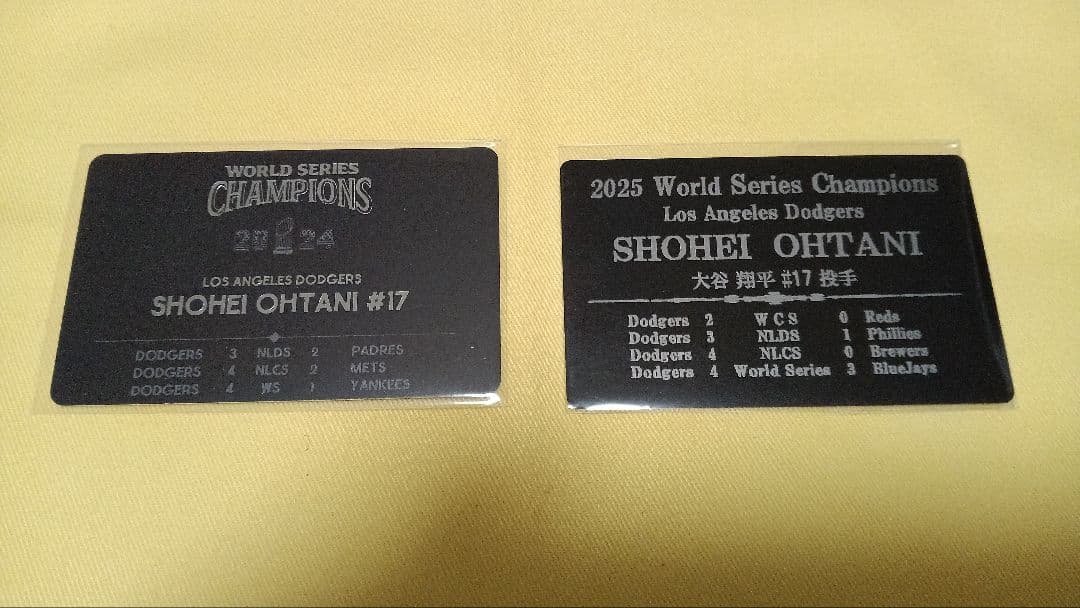 WORLD SERIES
CHAMPIONS
2024
LOS ANGELES DODGERS
SHOHEI OHTANI #17
DODGERS 3 NLDS 2 PADRES
DODGERS 4 NLCS 2 METS
DODGERS 4 WS 1 YANKEES
2025 World Series Champions
Los Angeles Dodgers
SHOHEI OHTANI
大谷 翔平 #17 投手
Dodgers 2 WCS 0 Reds
Dodgers 3 NLDS 1 Phillies
Dodgers 4 NLCS 0 Brewers
Dodgers 4 World Series 3 BlueJays